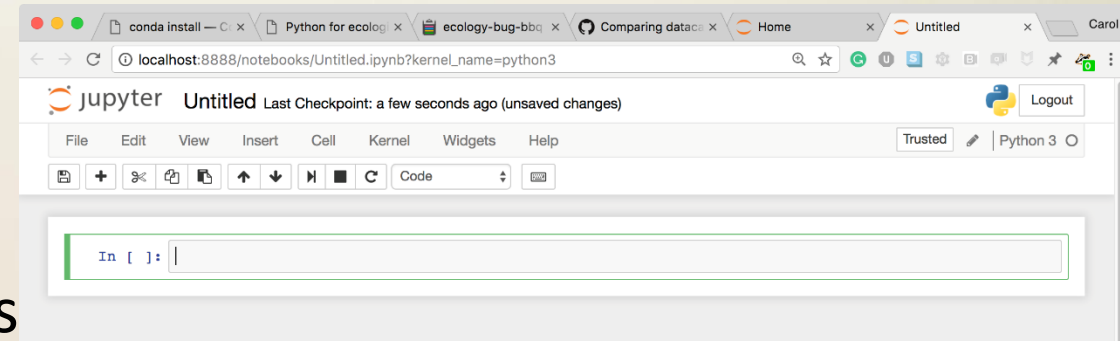 conda install — Co Python for ecologi ecology-bug-bbq Comparing dataca Home Untitled Carol
localhost:8888/notebooks/Untitled.ipynb?kernel_name=python3
jupyter Untitled Last Checkpoint: a few seconds ago (unsaved changes) Logout
File Edit View Insert Cell Kernel Widgets Help Trusted Python 3
Code
In [ ]:
s